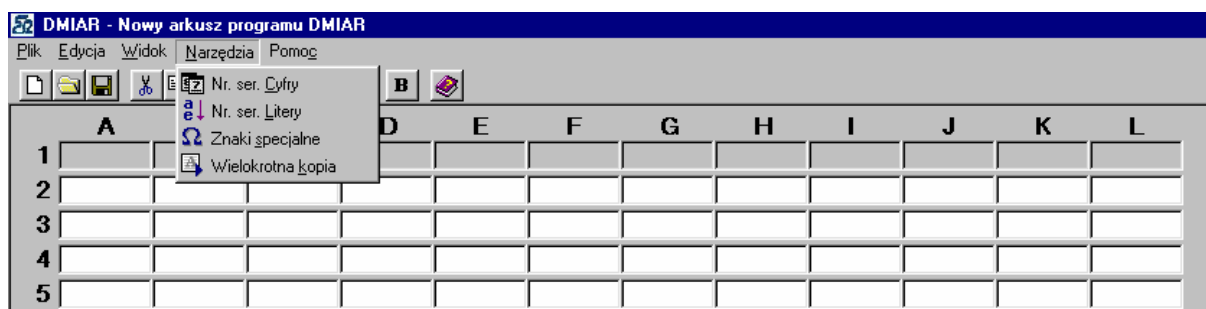 DMIAR - Nowy arkusz programu DMIAR
Plik Edycja Widok Narzędzia Pomoc
Nr. ser. Cyfry
Nr. ser. Litery
Znaki specjalne
Wielokrotna kopia
B
A D E F G H I J K L
1
2
3
4
5